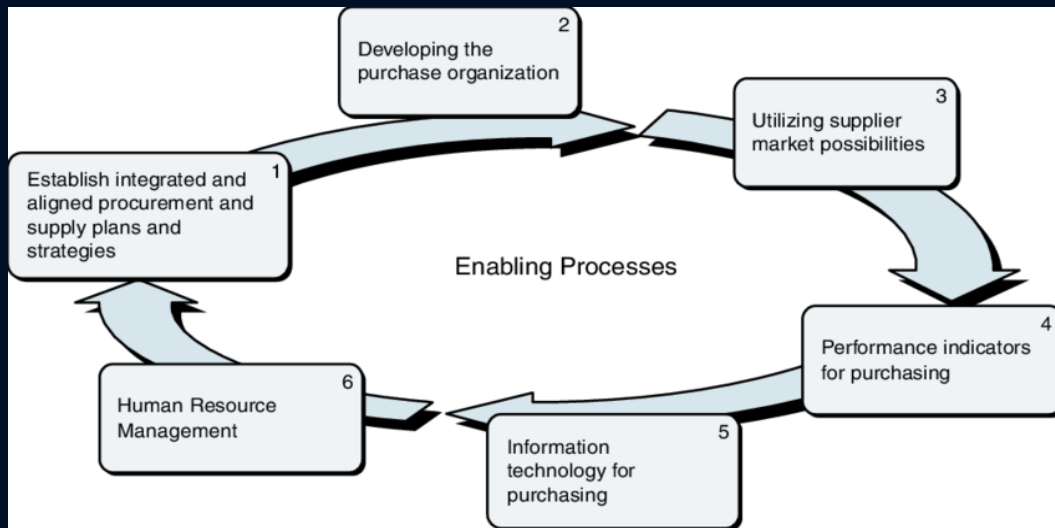 2
Developing the
purchase organization
3
Utilizing supplier
market possibilities
1
Establish integrated and
aligned procurement and
supply plans and
strategies
Enabling Processes
4
Performance indicators
for purchasing
6
Human Resource
Management
5
Information
technology for
purchasing